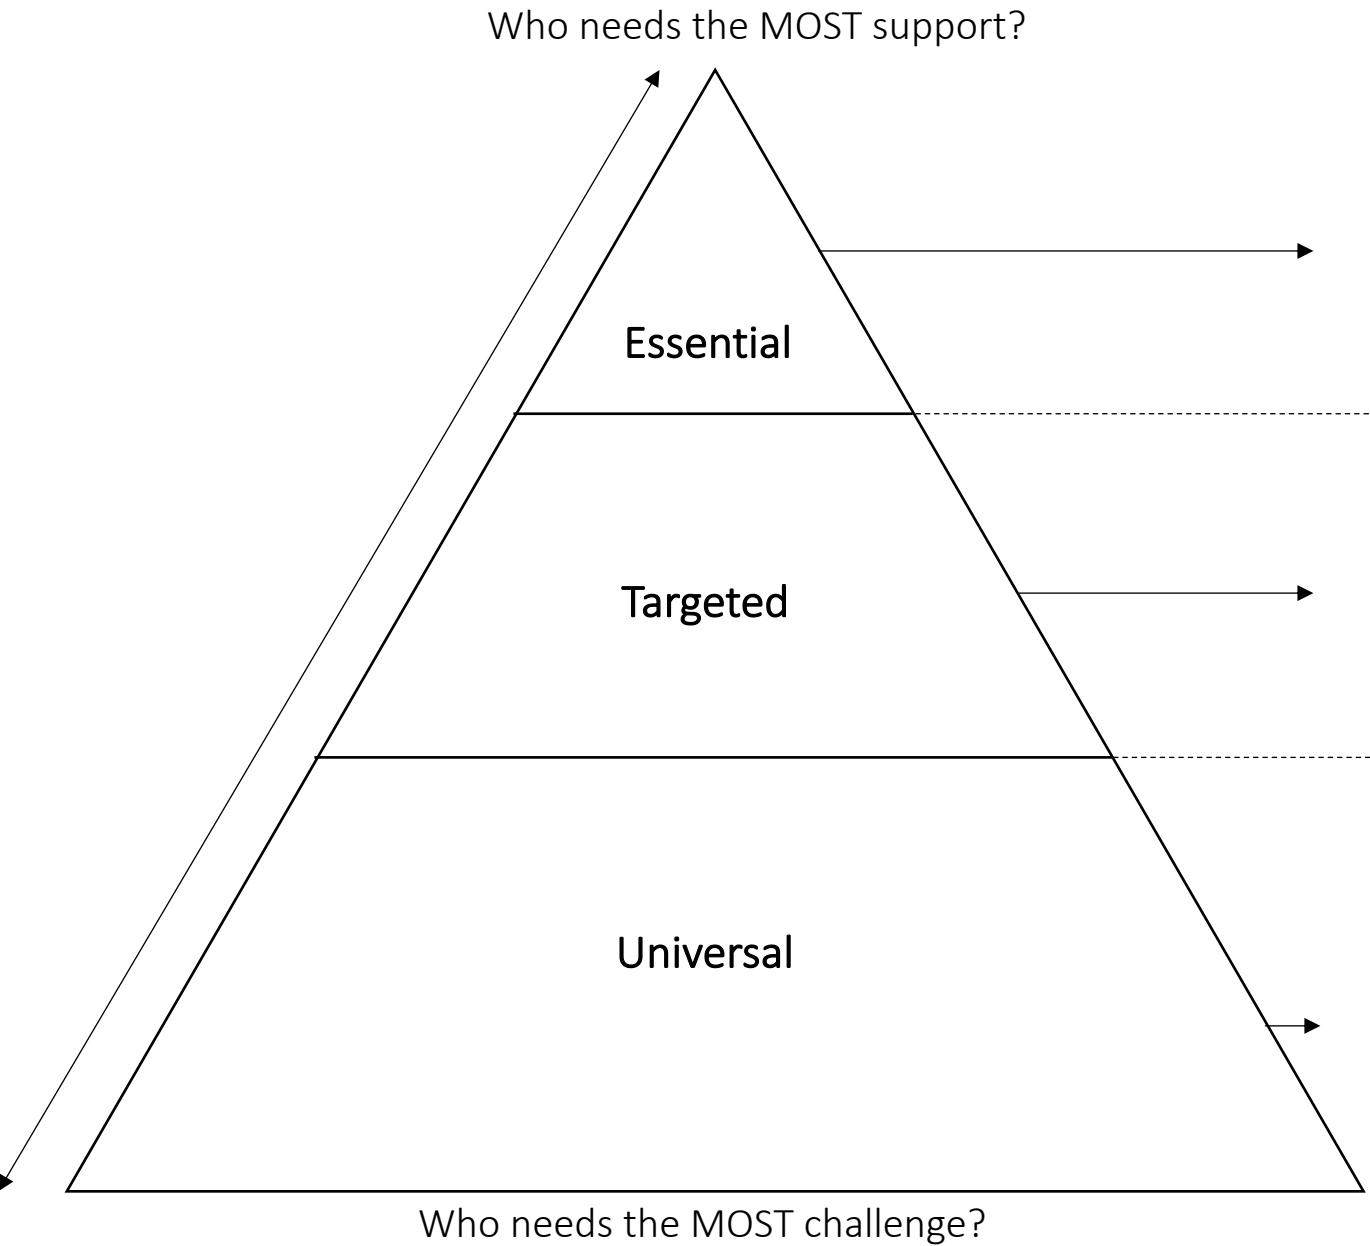 Who needs the MOST support?
Essential
Targeted
Universal
Who needs the MOST challenge?